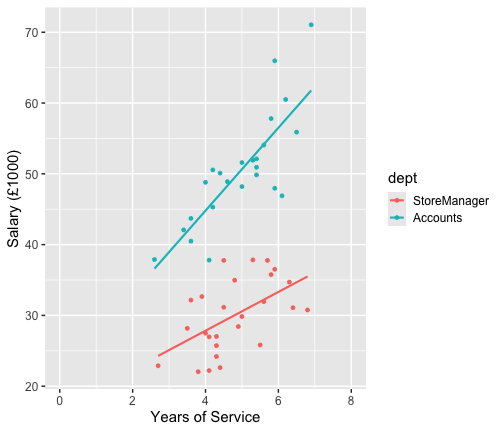 70
60
50
40
30
20
Salary (£1000)
0 2 4 6 8
Years of Service
dept
StoreManager
Accounts